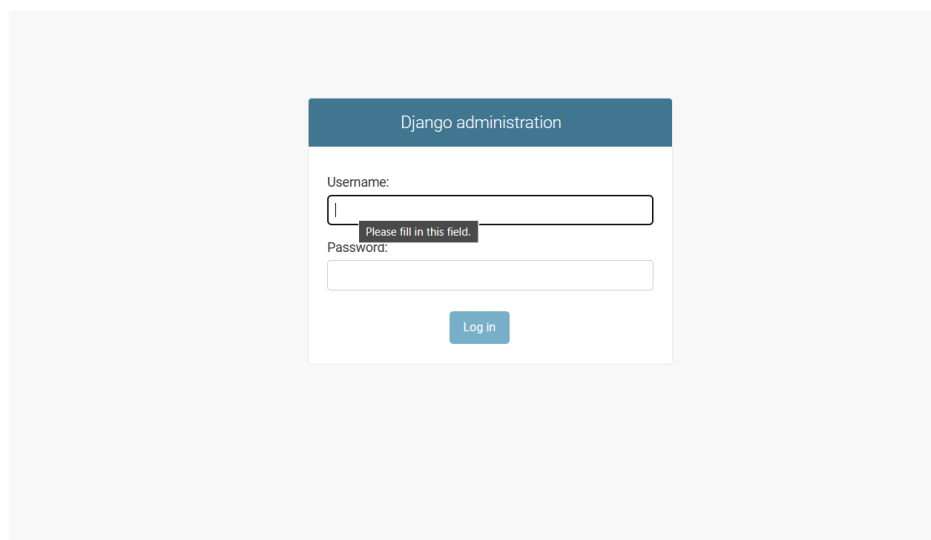 Django administration
Username:
Please fill in this field.
Password:
Log in